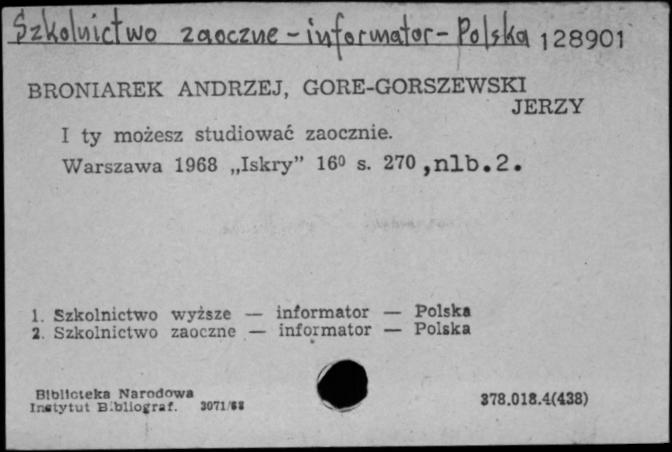 Szkolnictwo zaoczne – informator – Polska 128901
BRONIAREK ANDRZEJ, GORE-GORSZEWSKI
JERZY
I ty możesz studiować zaocznie.
Warszawa 1968 „Iskry” 16⁰ s. 270 ,nlb.2.
1. Szkolnictwo wyższe — informator — Polska
2. Szkolnictwo zaoczne — informator — Polska
Biblioteka Narodowa
Instytut Bibliograf. 3071/68
378.018.4(438)